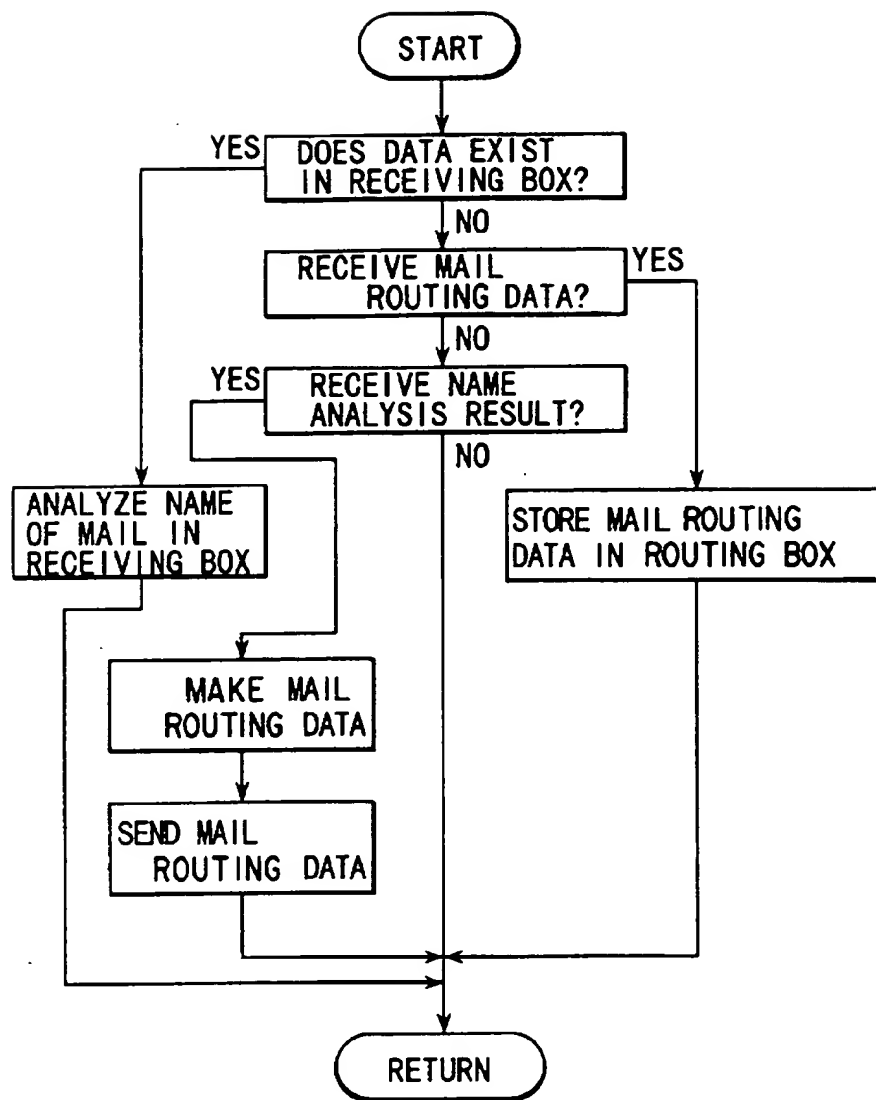 START
YES
DOES DATA EXIST
IN RECEIVING BOX?
NO
RECEIVE MAIL
ROUTING DATA?
YES
NO
YES
RECEIVE NAME
ANALYSIS RESULT?
NO
ANALYZE NAME
OF MAIL IN
RECEIVING BOX
STORE MAIL ROUTING
DATA IN ROUTING BOX
MAKE MAIL
ROUTING DATA
SEND MAIL
ROUTING DATA
RETURN